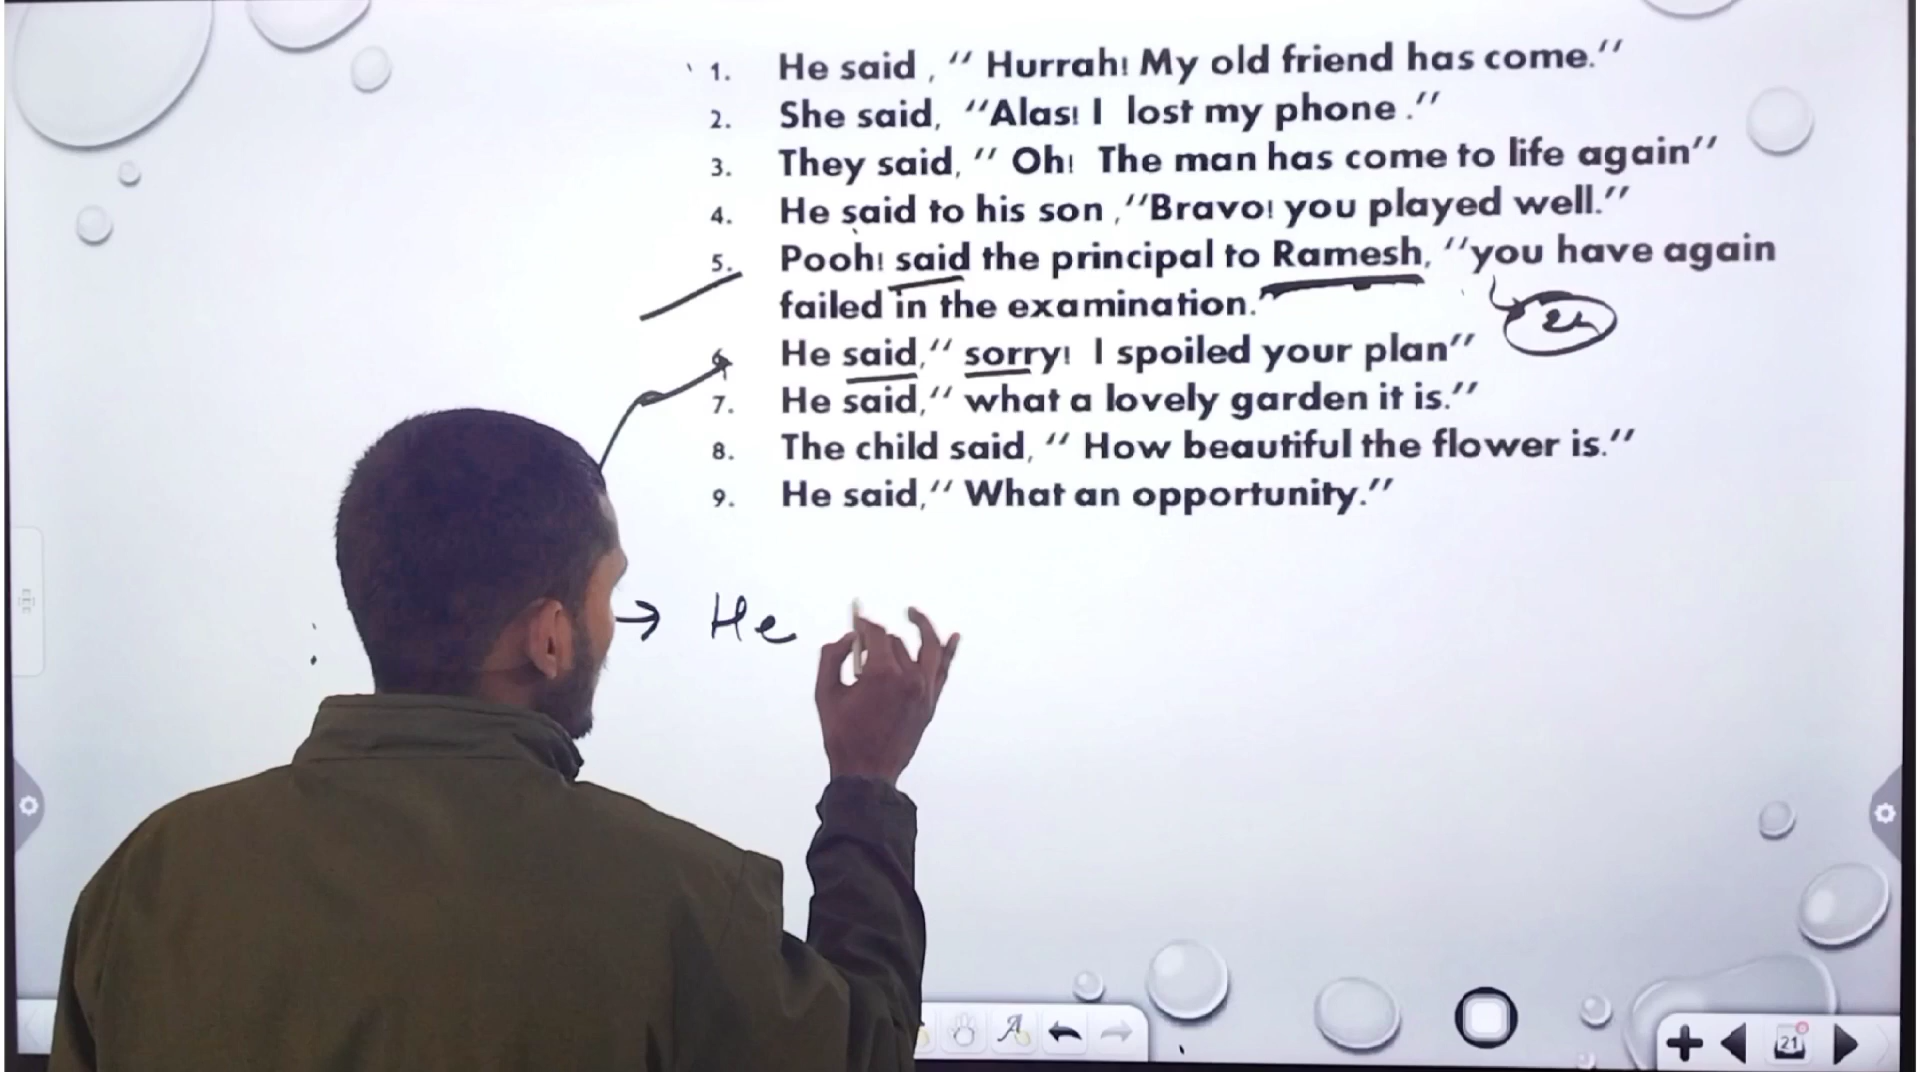 1. He said , " Hurrah! My old friend has come."
2. She said, "Alas! I lost my phone ."
3. They said, " Oh! The man has come to life again"
4. He said to his son ,"Bravo! you played well."
5. Pooh! said the principal to Ramesh, "you have again
failed in the examination."
He said," sorry! I spoiled your plan"
7. He said," what a lovely garden it is."
8. The child said, " How beautiful the flower is."
9. He said," What an opportunity."
→ He
21